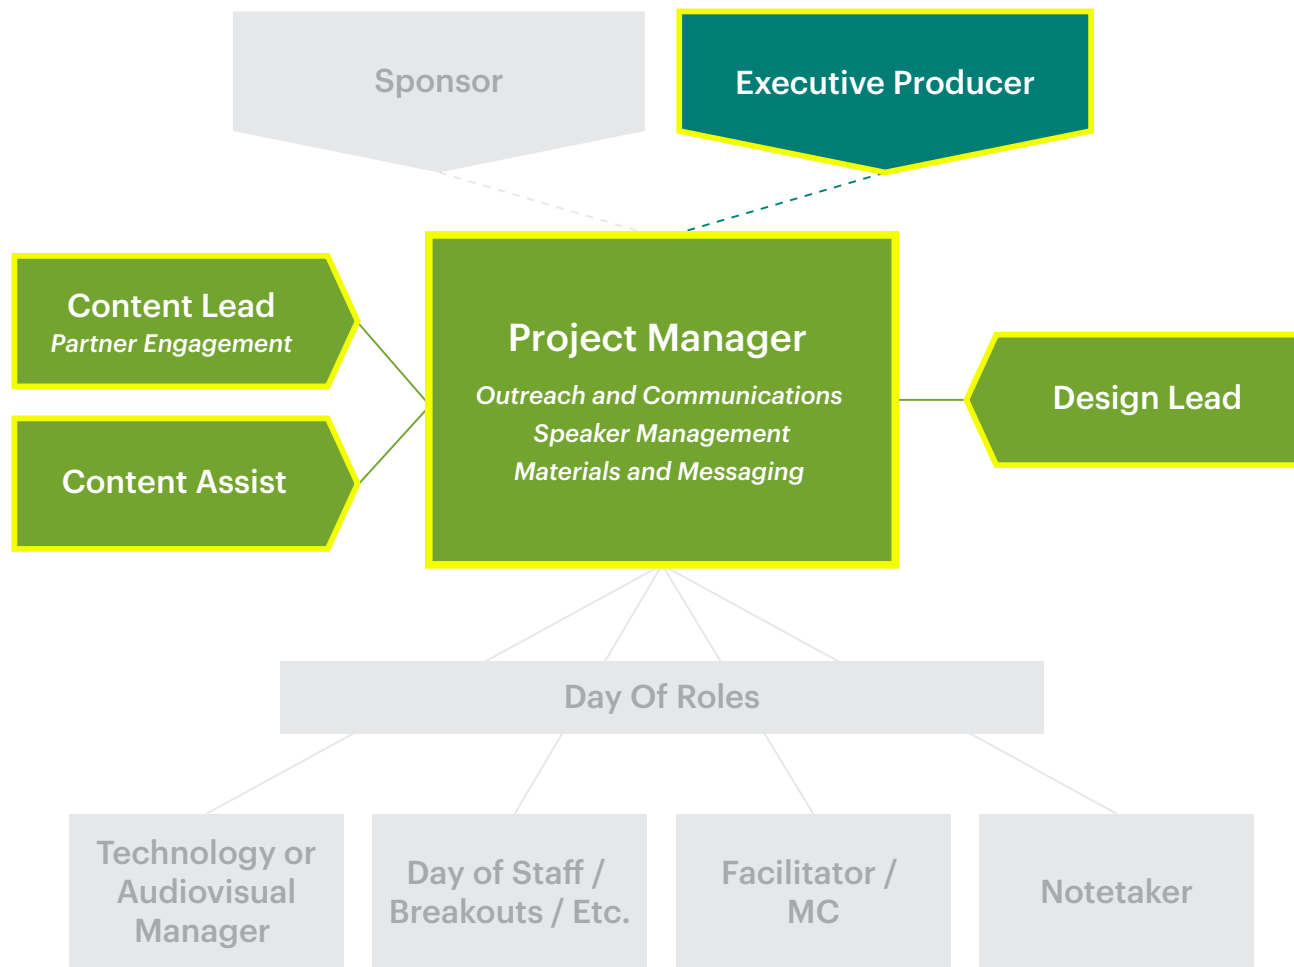 Sponsor
Executive Producer
Content Lead
Partner Engagement
Content Assist
Project Manager
Outreach and Communications
Speaker Management
Materials and Messaging
Design Lead
Day Of Roles
Technology or
Audiovisual
Manager
Day of Staff /
Breakouts / Etc.
Facilitator /
MC
Notetaker